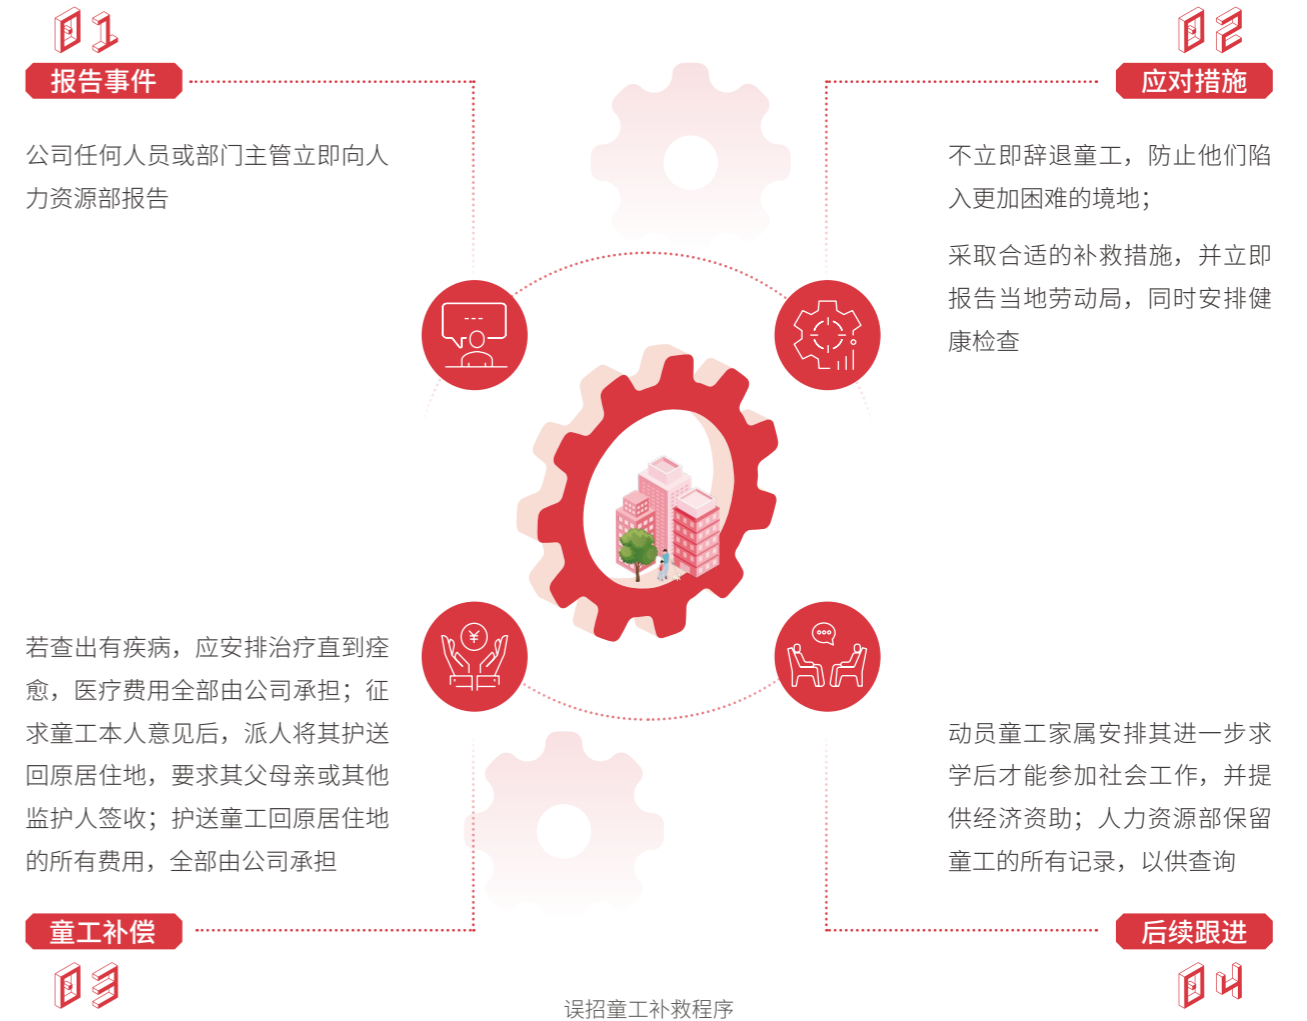 01
报告事件
公司任何人员或部门主管立即向人
力资源部报告
02
应对措施
不立即辞退童工，防止他们陷
入更加困难的境地；
采取合适的补救措施，并立即
报告当地劳动局，同时安排健
康检查
若查出有疾病，应安排治疗直到痊
愈，医疗费用全部由公司承担；征
求童工本人意见后，派人将其护送
回原居住地，要求其父母亲或其他
监护人签收；护送童工回原居住地
的所有费用，全部由公司承担
童工补偿
03
动员童工家属安排其进一步求
学后才能参加社会工作，并提
供经济资助；人力资源部保留
童工的所有记录，以供查询
后续跟进
04
误招童工补救程序